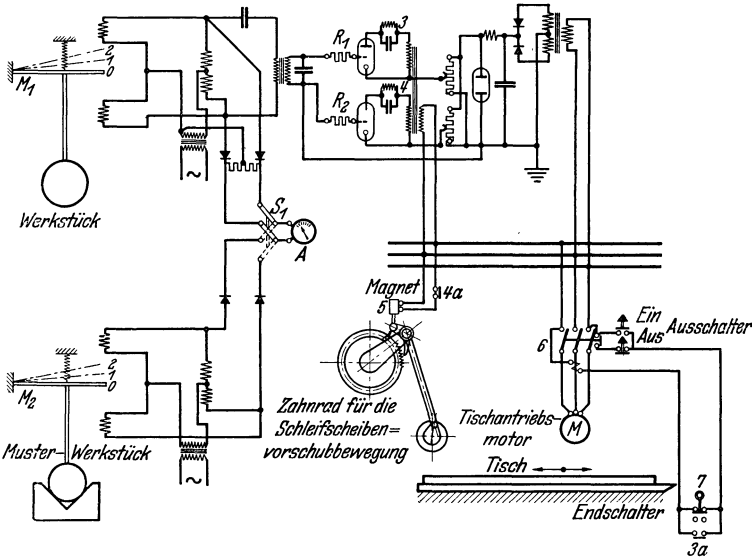 2
1
0
M1
Werkstück
~
R1
R2
3
4
S1
A
Magnet
5
4a
6
Ein
Aus
Ausschalter
Tischantriebs-
motor
M
Zahnrad für die
Schleifscheiben=
vorschubbewegung
Tisch
Endschalter
7
3a
2
1
0
M2
Muster-Werkstück
~